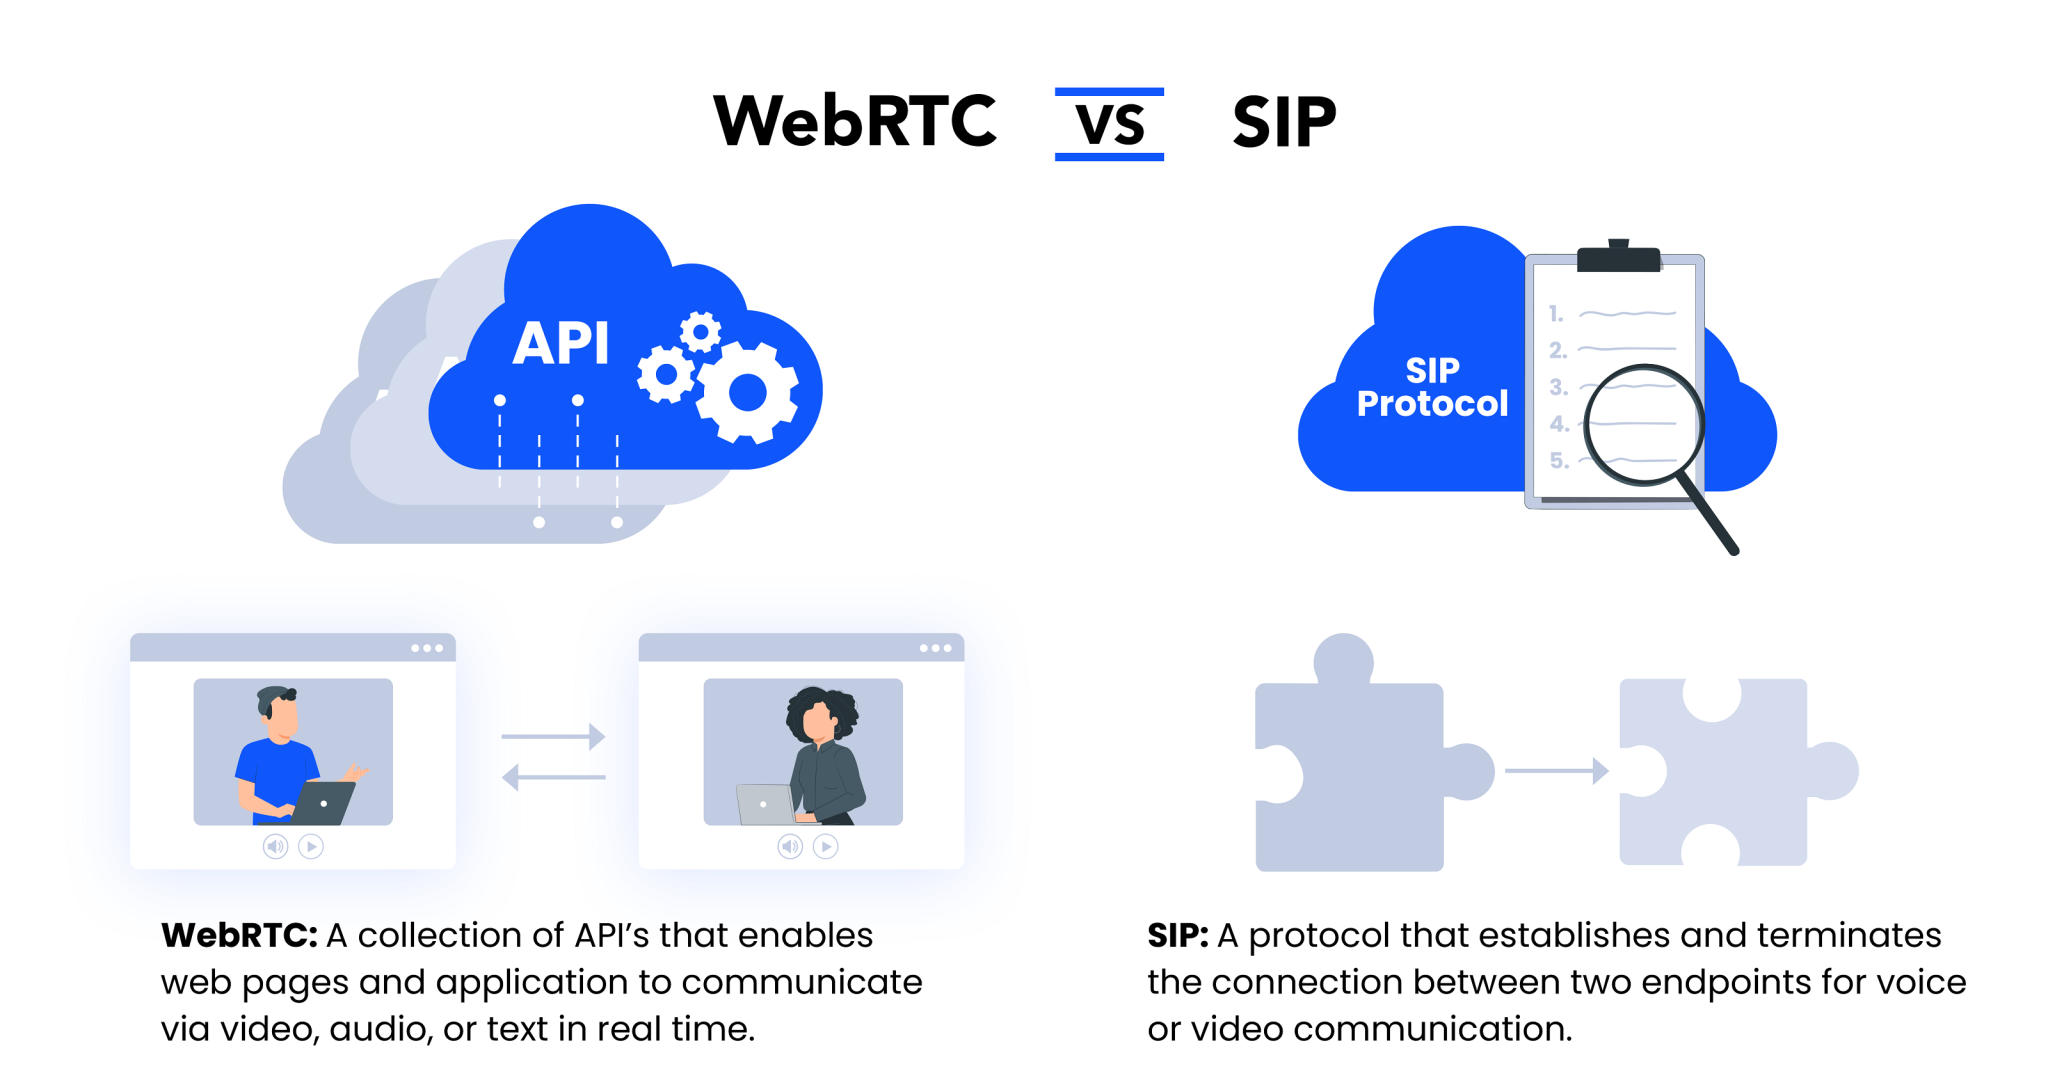 WebRTC VS SIP
API
SIP
Protocol
1.
2.
3.
4.
5.
WebRTC: A collection of API's that enables
web pages and application to communicate
via video, audio, or text in real time.
SIP: A protocol that establishes and terminates
the connection between two endpoints for voice
or video communication.